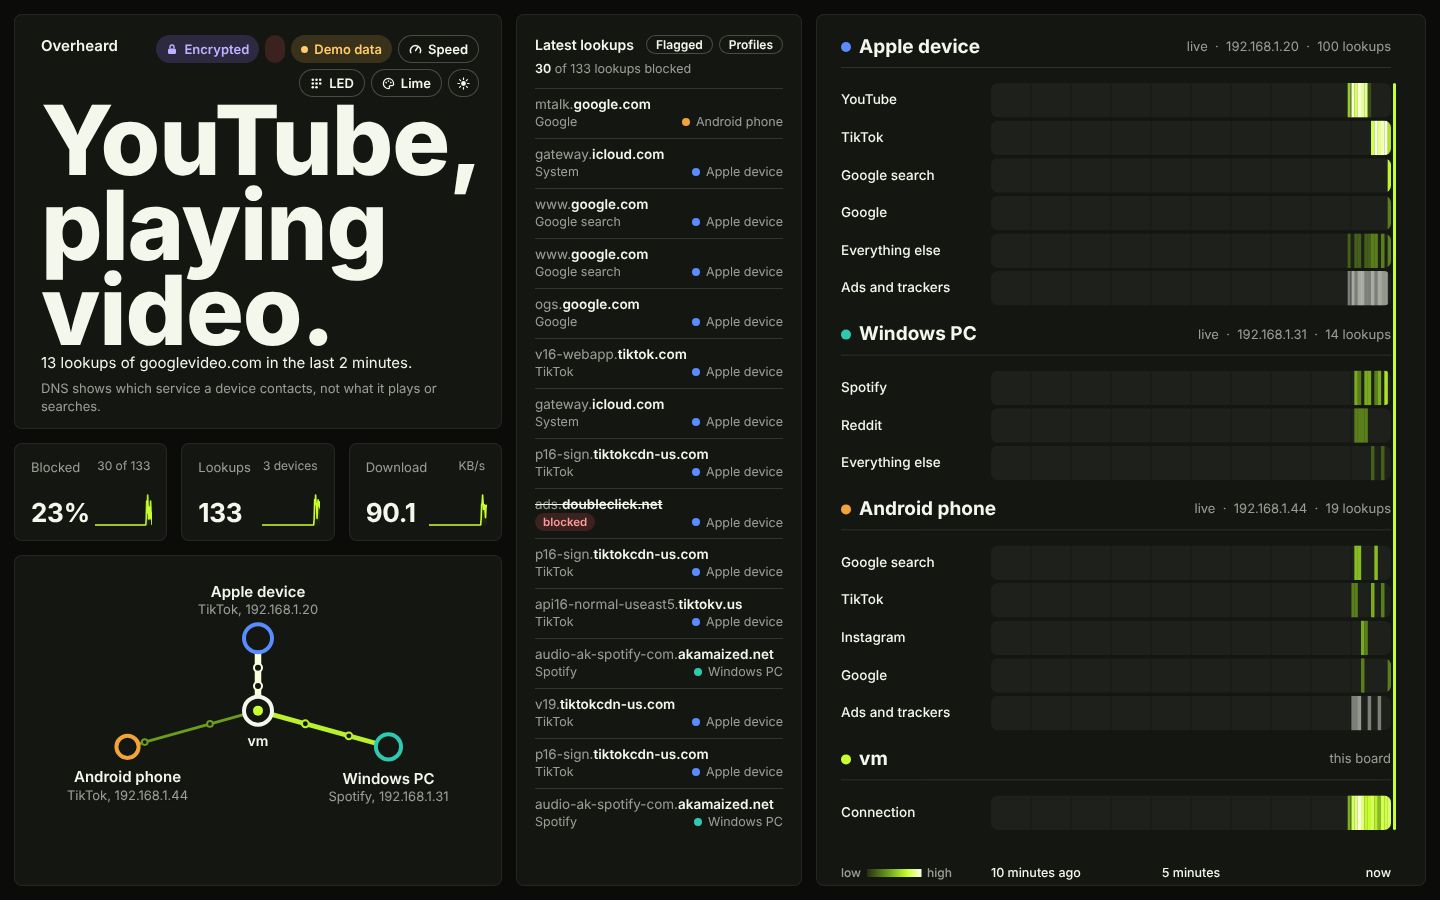 Overheard
Encrypted
Demo data
Speed
LED
Lime
YouTube,
playing
video.
13 lookups of googlevideo.com in the last 2 minutes.
DNS shows which service a device contacts, not what it plays or
searches.
Blocked 30 of 133
23%
Lookups 3 devices
133
Download KB/s
90.1
Apple device
TikTok, 192.168.1.20
vm
Android phone
TikTok, 192.168.1.44
Windows PC
Spotify, 192.168.1.31
Latest lookups
Flagged
Profiles
30 of 133 lookups blocked
mtalk.google.com
Google Android phone
gateway.icloud.com
System Apple device
www.google.com
Google search Apple device
www.google.com
Google search Apple device
ogs.google.com
Google Apple device
v16-webapp.tiktok.com
TikTok Apple device
gateway.icloud.com
System Apple device
p16-sign.tiktokcdn-us.com
TikTok Apple device
ads.doubleclick.net
blocked Apple device
p16-sign.tiktokcdn-us.com
TikTok Apple device
api16-normal-useast5.tiktokv.us
TikTok Apple device
audio-ak-spotify-com.akamaized.net
Spotify Windows PC
v19.tiktokcdn-us.com
TikTok Apple device
p16-sign.tiktokcdn-us.com
TikTok Apple device
audio-ak-spotify-com.akamaized.net
Spotify Windows PC
Apple device live · 192.168.1.20 · 100 lookups
YouTube
TikTok
Google search
Google
Everything else
Ads and trackers
Windows PC live · 192.168.1.31 · 14 lookups
Spotify
Reddit
Everything else
Android phone live · 192.168.1.44 · 19 lookups
Google search
TikTok
Instagram
Google
Ads and trackers
vm this board
Connection
low high 10 minutes ago 5 minutes now